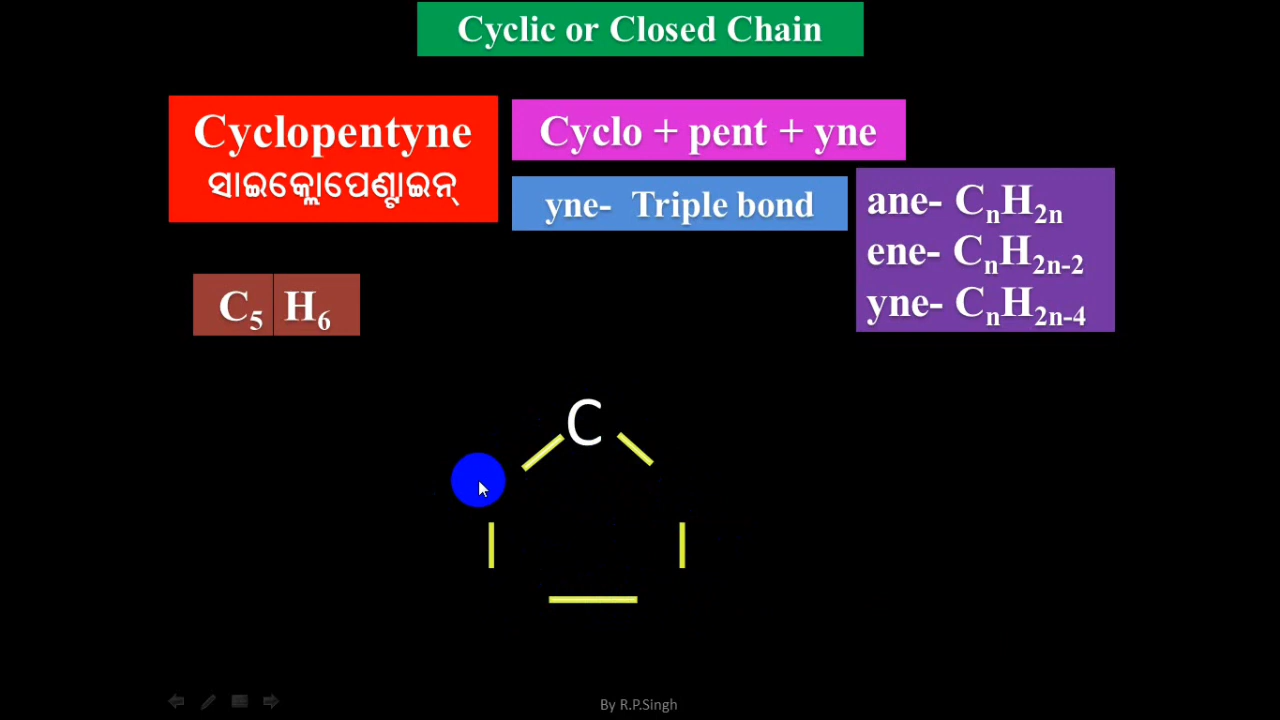 Cyclic or Closed Chain
Cyclopentyne
ସାଇକ୍ଲୋପେଣ୍ଟାଇନ୍
Cyclo + pent + yne
yne- Triple bond
ane- CₙH₂ₙ
ene- CₙH₂ₙ₋₂
yne- CₙH₂ₙ₋₄
C₅ H₆
C
By R.P.Singh